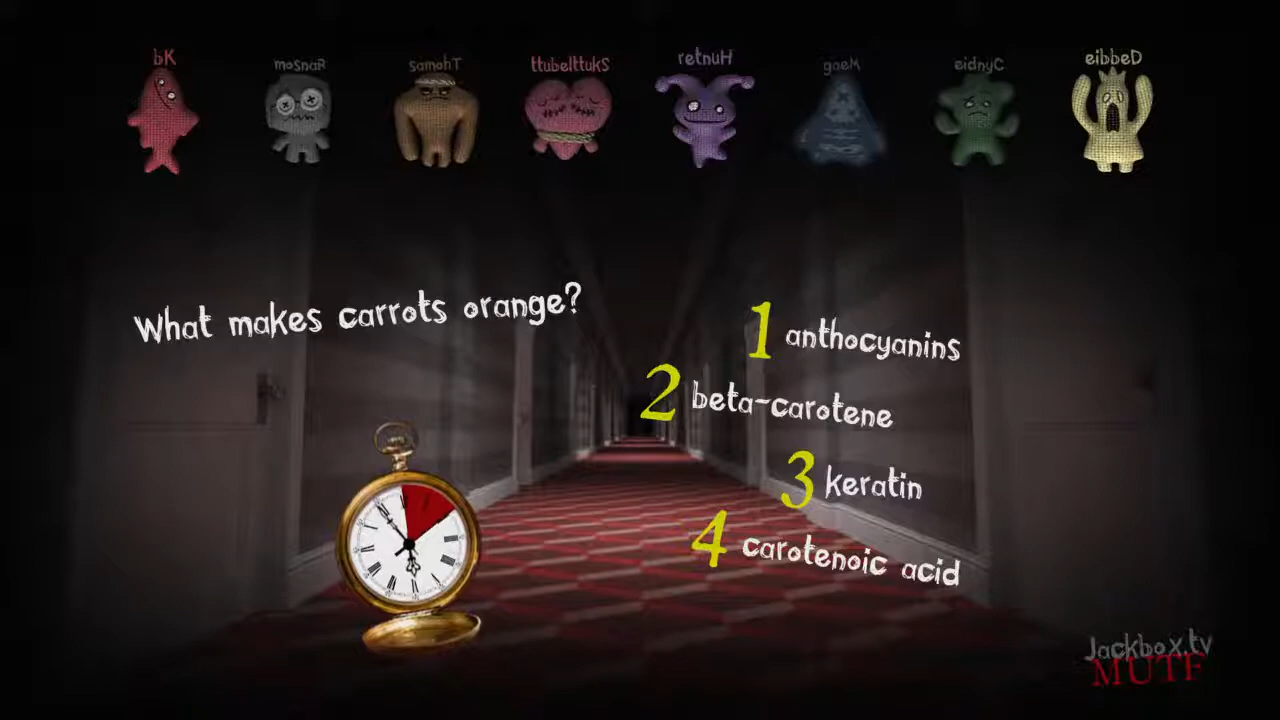 bK
moSnaR
samohT
ttubelttukS
retnuH
gaeM
eidnyC
eibbeD
What makes carrots orange?
1 anthocyanins
2 beta-carotene
3 keratin
4 carotenoic acid
Jackbox.tv
MUTF